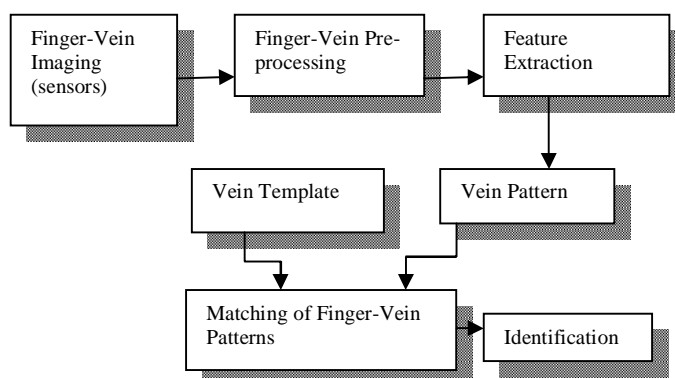 Finger-Vein
Imaging
(sensors)
Finger-Vein Pre-
processing
Feature
Extraction
Vein Template
Vein Pattern
Matching of Finger-Vein
Patterns
Identification